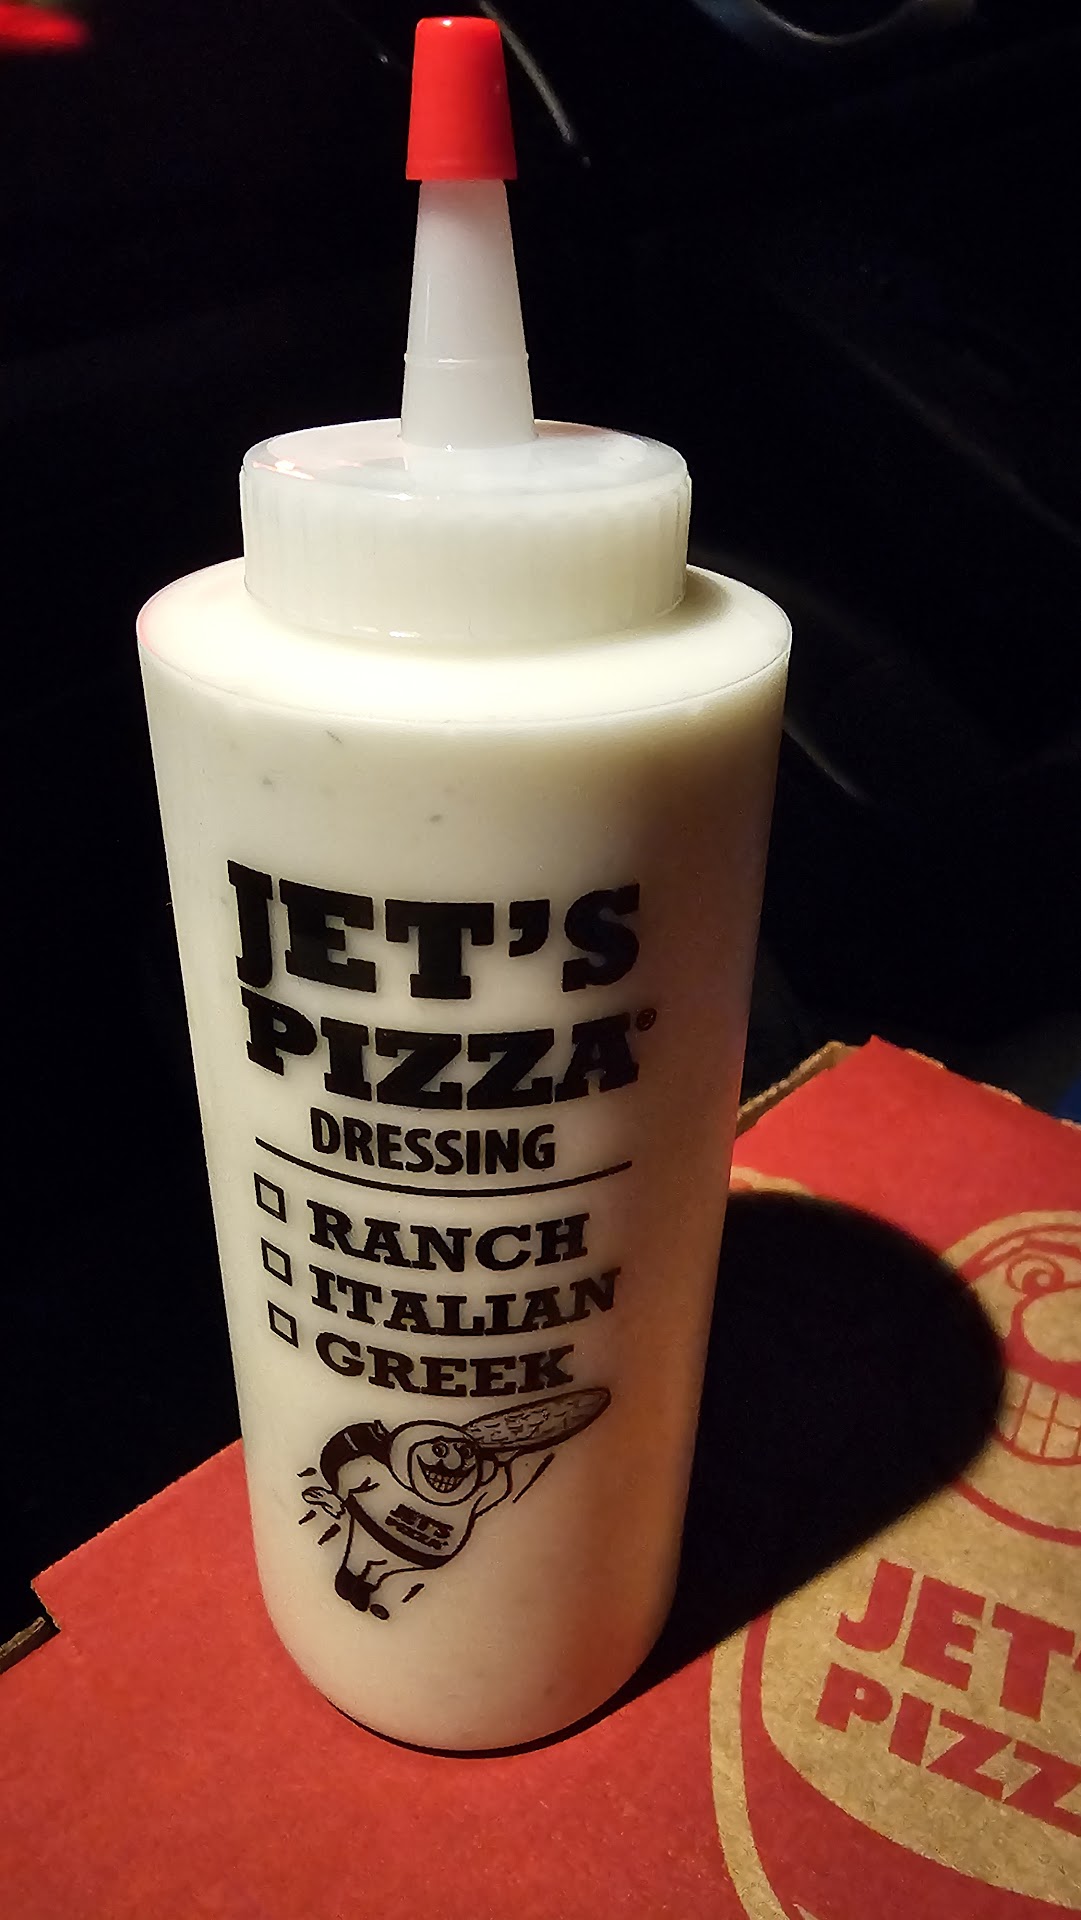 JET'S
PIZZA®
DRESSING
☐ RANCH
☐ ITALIAN
☐ GREEK
JET'S
PIZZA
JET'
PIZZ